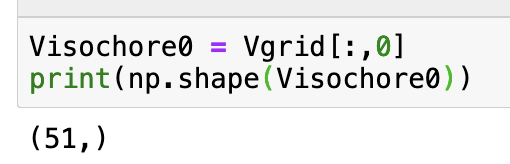 Visochore0 = Vgrid[:,0]
print(np.shape(Visochore0))
(51,)